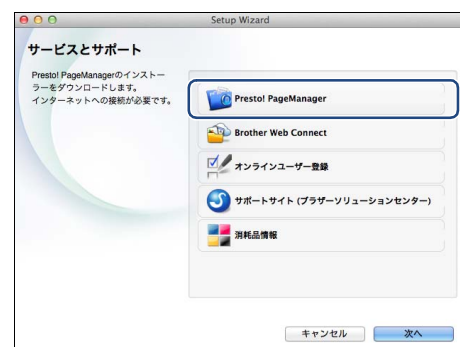 Setup Wizard
サービスとサポート
Presto! PageManagerのインストー
ラーをダウンロードします。
インターネットへの接続が必要です。
Presto! PageManager
Brother Web Connect
オンラインユーザー登録
サポートサイト (ブラザーソリューションセンター)
消耗品情報
キャンセル
次へ